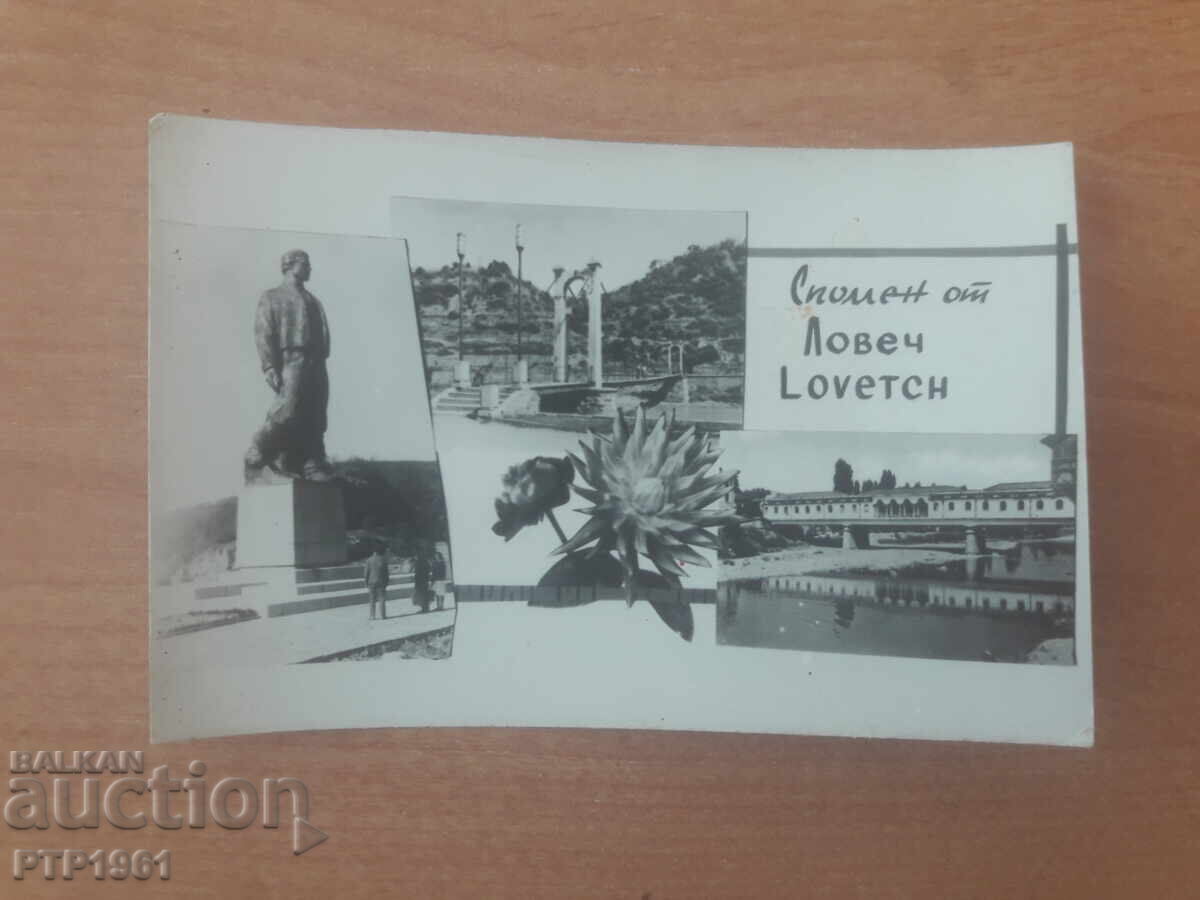 Спомен от
Ловеч
Lovetch
BALKAN
auction
PTP1961